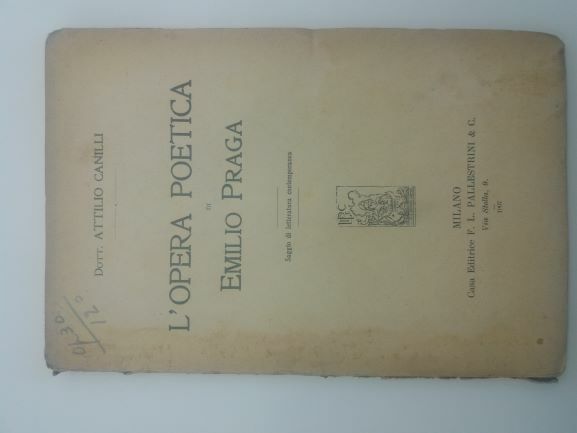 DOTT. ATTILIO CANILLI
L'OPERA POETICA
DI
EMILIO PRAGA
Saggio di letteratura contemporanea
MILANO
Casa Editrice F. L. PALLESTRINI & C.
Via Stella, 9.
1907